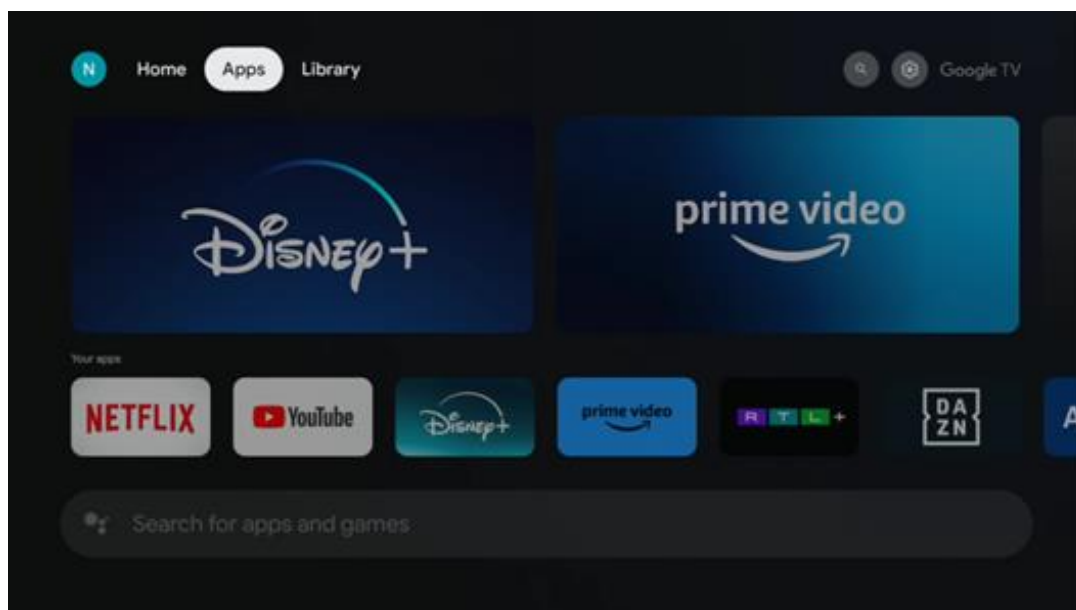 N Home Apps Library Google TV
Disney+
prime video
Your apps
NETFLIX YouTube Disney+ prime video RTL+ DAZN A
Search for apps and games